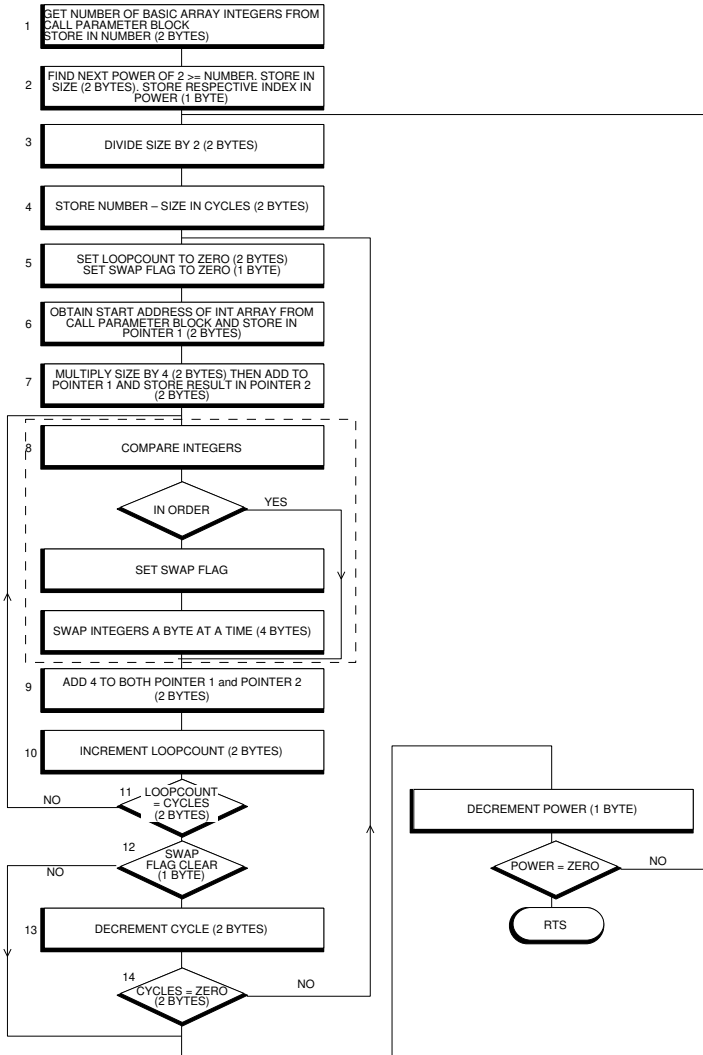 1
GET NUMBER OF BASIC ARRAY INTEGERS FROM
CALL PARAMETER BLOCK
STORE IN NUMBER (2 BYTES)
2
FIND NEXT POWER OF 2 >= NUMBER. STORE IN
SIZE (2 BYTES). STORE RESPECTIVE INDEX IN
POWER (1 BYTE)
3
DIVIDE SIZE BY 2 (2 BYTES)
4
STORE NUMBER – SIZE IN CYCLES (2 BYTES)
5
SET LOOPCOUNT TO ZERO (2 BYTES)
SET SWAP FLAG TO ZERO (1 BYTE)
6
OBTAIN START ADDRESS OF INT ARRAY FROM
CALL PARAMETER BLOCK AND STORE IN
POINTER 1 (2 BYTES)
7
MULTIPLY SIZE BY 4 (2 BYTES) THEN ADD TO
POINTER 1 AND STORE RESULT IN POINTER 2
(2 BYTES)
8
COMPARE INTEGERS
IN ORDER
YES
SET SWAP FLAG
SWAP INTEGERS A BYTE AT A TIME (4 BYTES)
9
ADD 4 TO BOTH POINTER 1 and POINTER 2
(2 BYTES)
10
INCREMENT LOOPCOUNT (2 BYTES)
11
LOOPCOUNT
= CYCLES
(2 BYTES)
NO
12
SWAP
FLAG CLEAR
(1 BYTE)
NO
13
DECREMENT CYCLE (2 BYTES)
14
CYCLES = ZERO
(2 BYTES)
NO
DECREMENT POWER (1 BYTE)
POWER = ZERO
NO
RTS